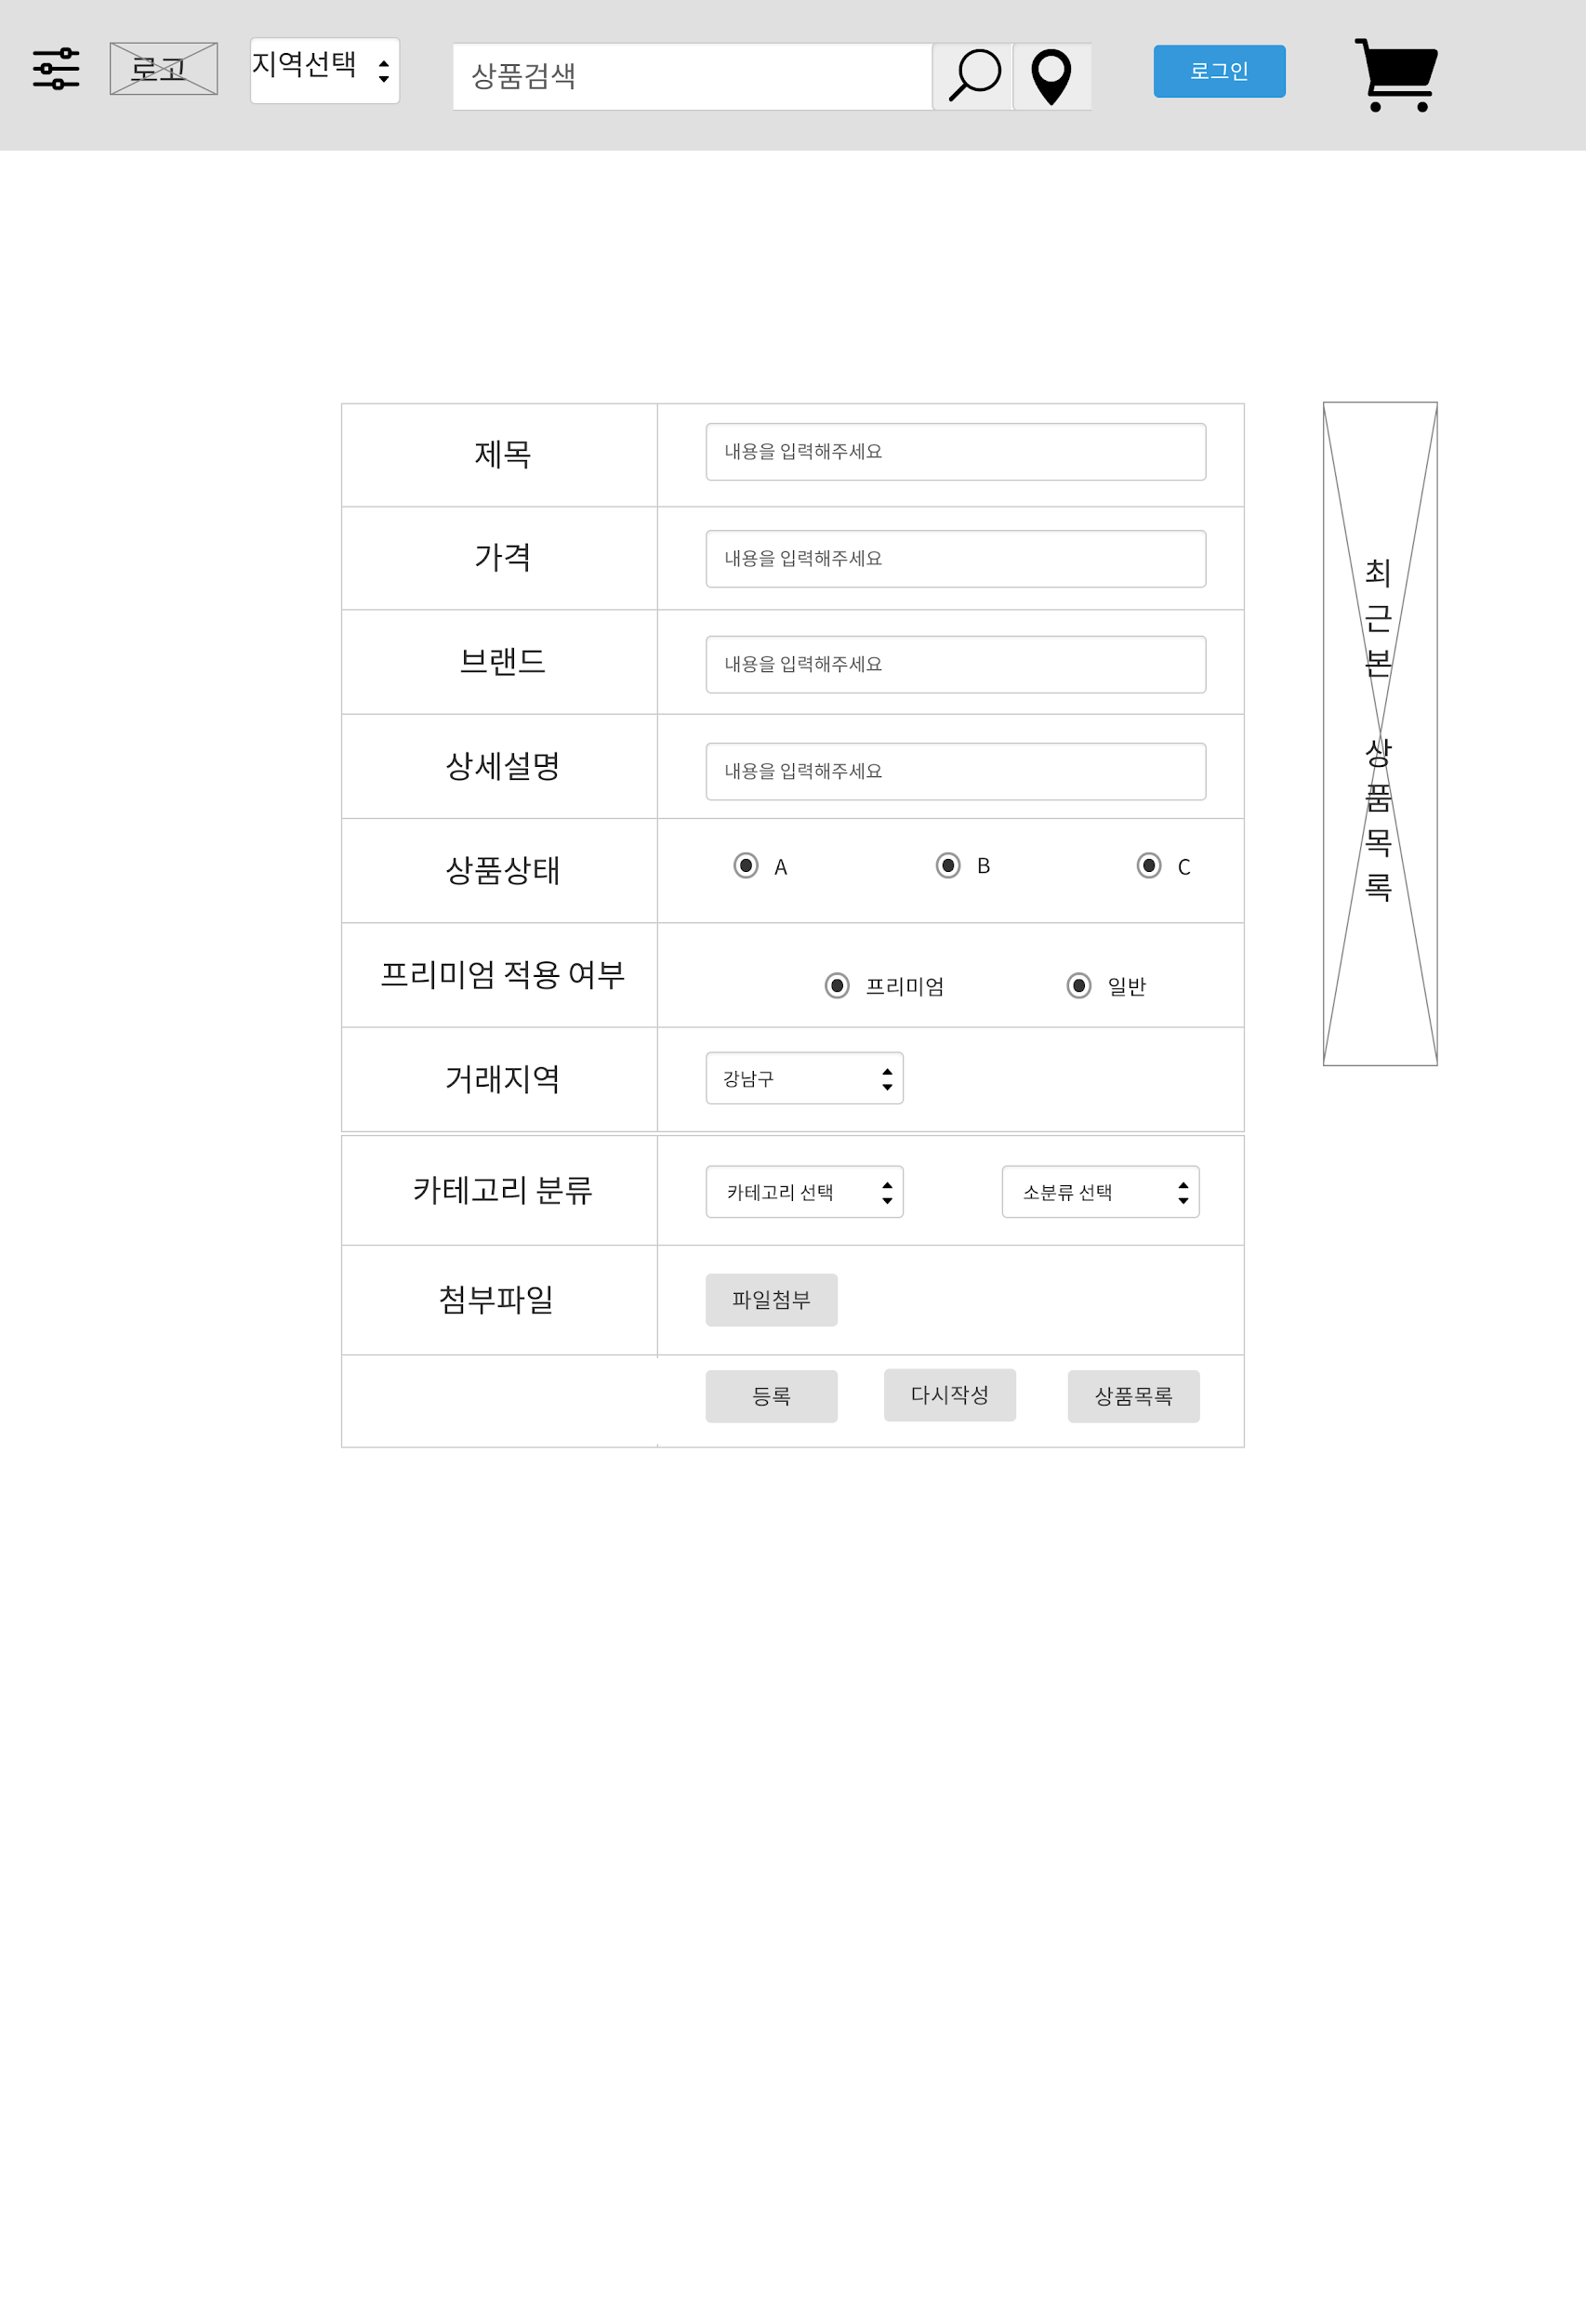 로고
지역선택
상품검색
로그인
제목
내용을 입력해주세요
가격
내용을 입력해주세요
브랜드
내용을 입력해주세요
상세설명
내용을 입력해주세요
상품상태
A
B
C
프리미엄 적용 여부
프리미엄
일반
거래지역
강남구
카테고리 분류
카테고리 선택
소분류 선택
첨부파일
파일첨부
등록
다시작성
상품목록
최
근
본
상
품
목
록